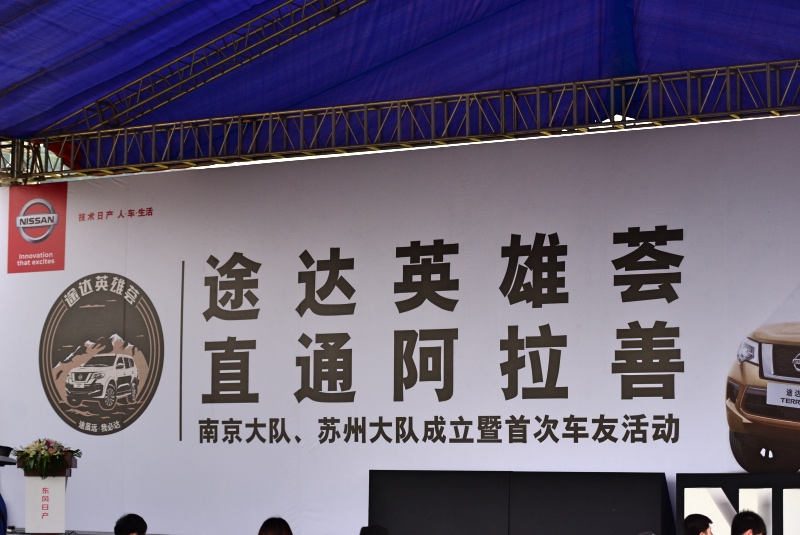 NISSAN
Innovation
that excites
技术日产 人·车·生活
途达英雄荟
途虽远·我必达
途达英雄荟
直通阿拉善
南京大队、苏州大队成立暨首次车友活动
途达
TERR
东风日产